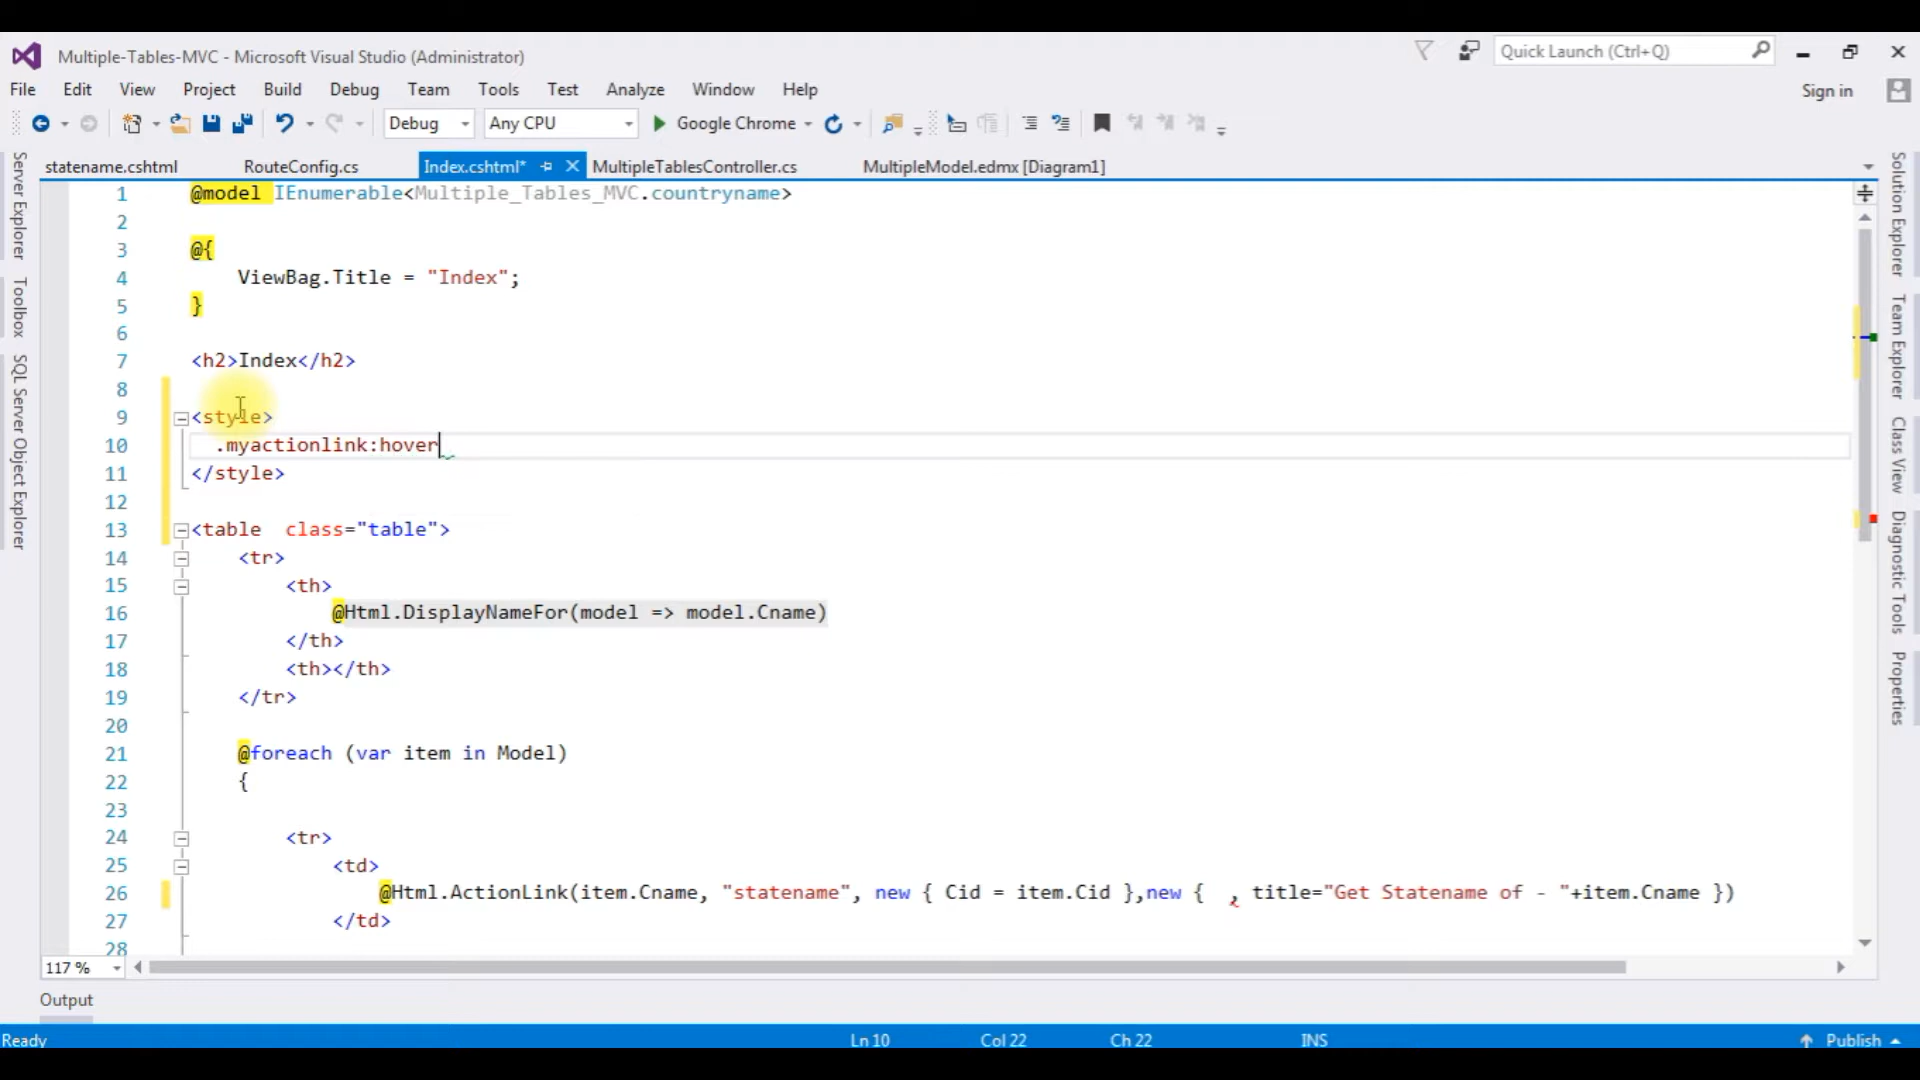 Multiple-Tables-MVC - Microsoft Visual Studio (Administrator)
Quick Launch (Ctrl+Q)
File Edit View Project Build Debug Team Tools Test Analyze Window Help
Sign in
Debug Any CPU Google Chrome
statename.cshtml RouteConfig.cs Index.cshtml* MultipleTablesController.cs MultipleModel.edmx [Diagram1]
Server Explorer
Toolbox
SQL Server Object Explorer
1 @model IEnumerable<Multiple_Tables_MVC.countryname>
2
3 @{
4 ViewBag.Title = "Index";
5 }
6
7 <h2>Index</h2>
8
9 <style>
10 .myactionlink:hover
11 </style>
12
13 <table class="table">
14 <tr>
15 <th>
16 @Html.DisplayNameFor(model => model.Cname)
17 </th>
18 <th></th>
19 </tr>
20
21 @foreach (var item in Model)
22 {
23
24 <tr>
25 <td>
26 @Html.ActionLink(item.Cname, "statename", new { Cid = item.Cid },new { , title="Get Statename of - "+item.Cname })
27 </td>
28
Solution Explorer
Team Explorer
Class View
Diagnostic Tools
Properties
117 %
Output
Ready Ln 10 Col 22 Ch 22 INS Publish